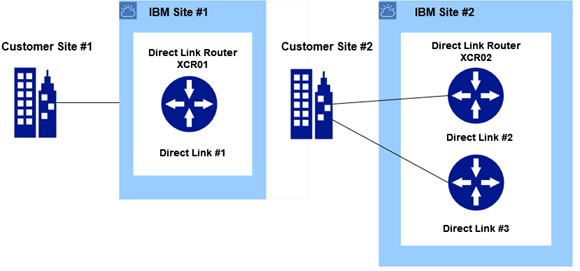 IBM Site #1
Customer Site #1
Direct Link Router
XCR01
Direct Link #1
IBM Site #2
Customer Site #2
Direct Link Router
XCR02
Direct Link #2
Direct Link #3